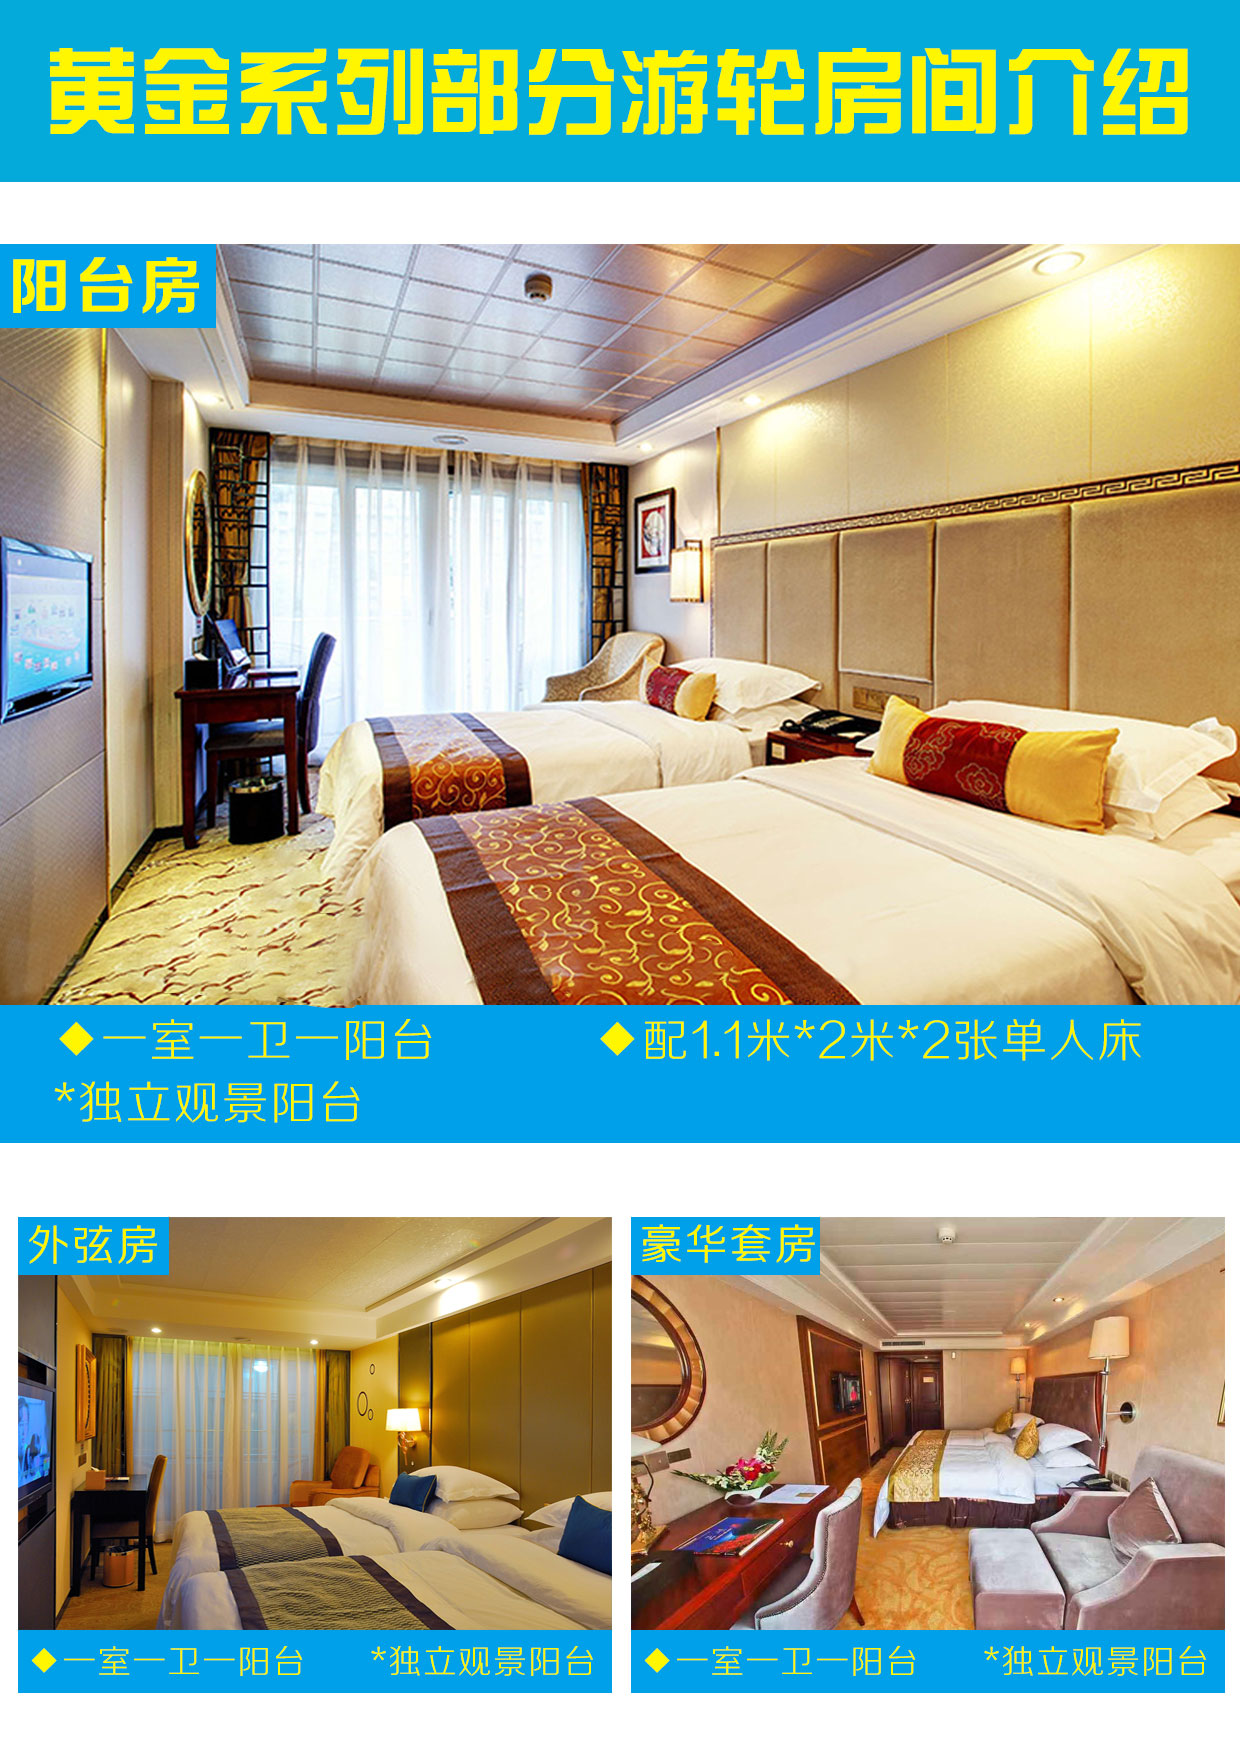 黄金系列部分游轮房间介绍
阳台房
◆一室一卫一阳台 ◆配1.1米*2米*2张单人床
*独立观景阳台
外弦房 豪华套房
◆一室一卫一阳台 *独立观景阳台 ◆一室一卫一阳台 *独立观景阳台